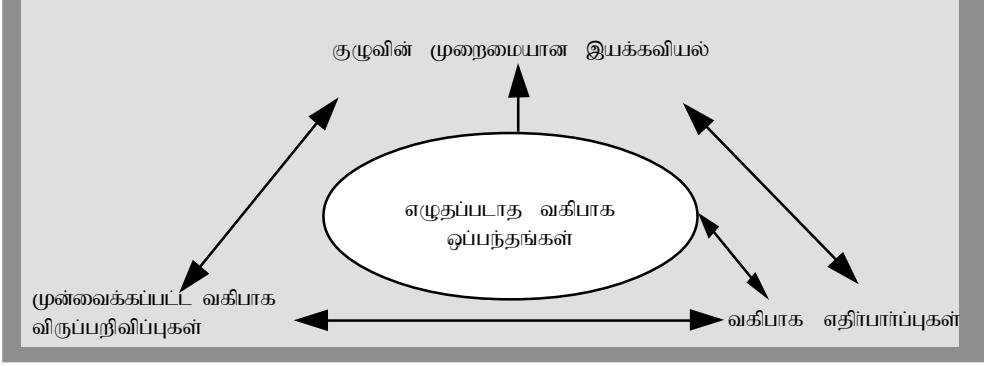 குழுவின் முறைமையான இயக்கவியல்
எழுதப்படாத வகிபாக
ஒப்பந்தங்கள்
முன்வைக்கப்பட்ட வகிபாக
விருப்பறிவிப்புகள்
வகிபாக எதிர்பார்ப்புகள்